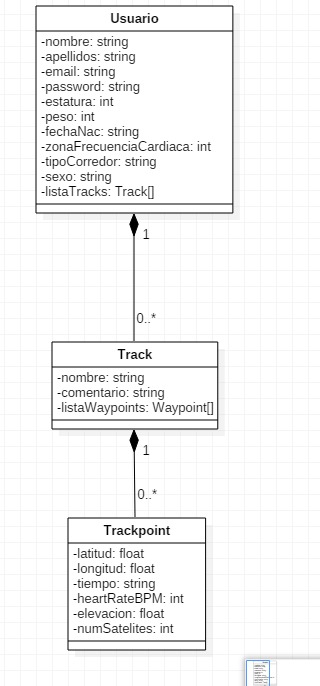 Usuario
-nombre: string
-apellidos: string
-email: string
-password: string
-estatura: int
-peso: int
-fechaNac: string
-zonaFrecuenciaCardiaca: int
-tipoCorredor: string
-sexo: string
-listaTracks: Track[]
1
0..*
Track
-nombre: string
-comentario: string
-listaWaypoints: Waypoint[]
1
0..*
Trackpoint
-latitud: float
-longitud: float
-tiempo: string
-heartRateBPM: int
-elevacion: float
-numSatelites: int